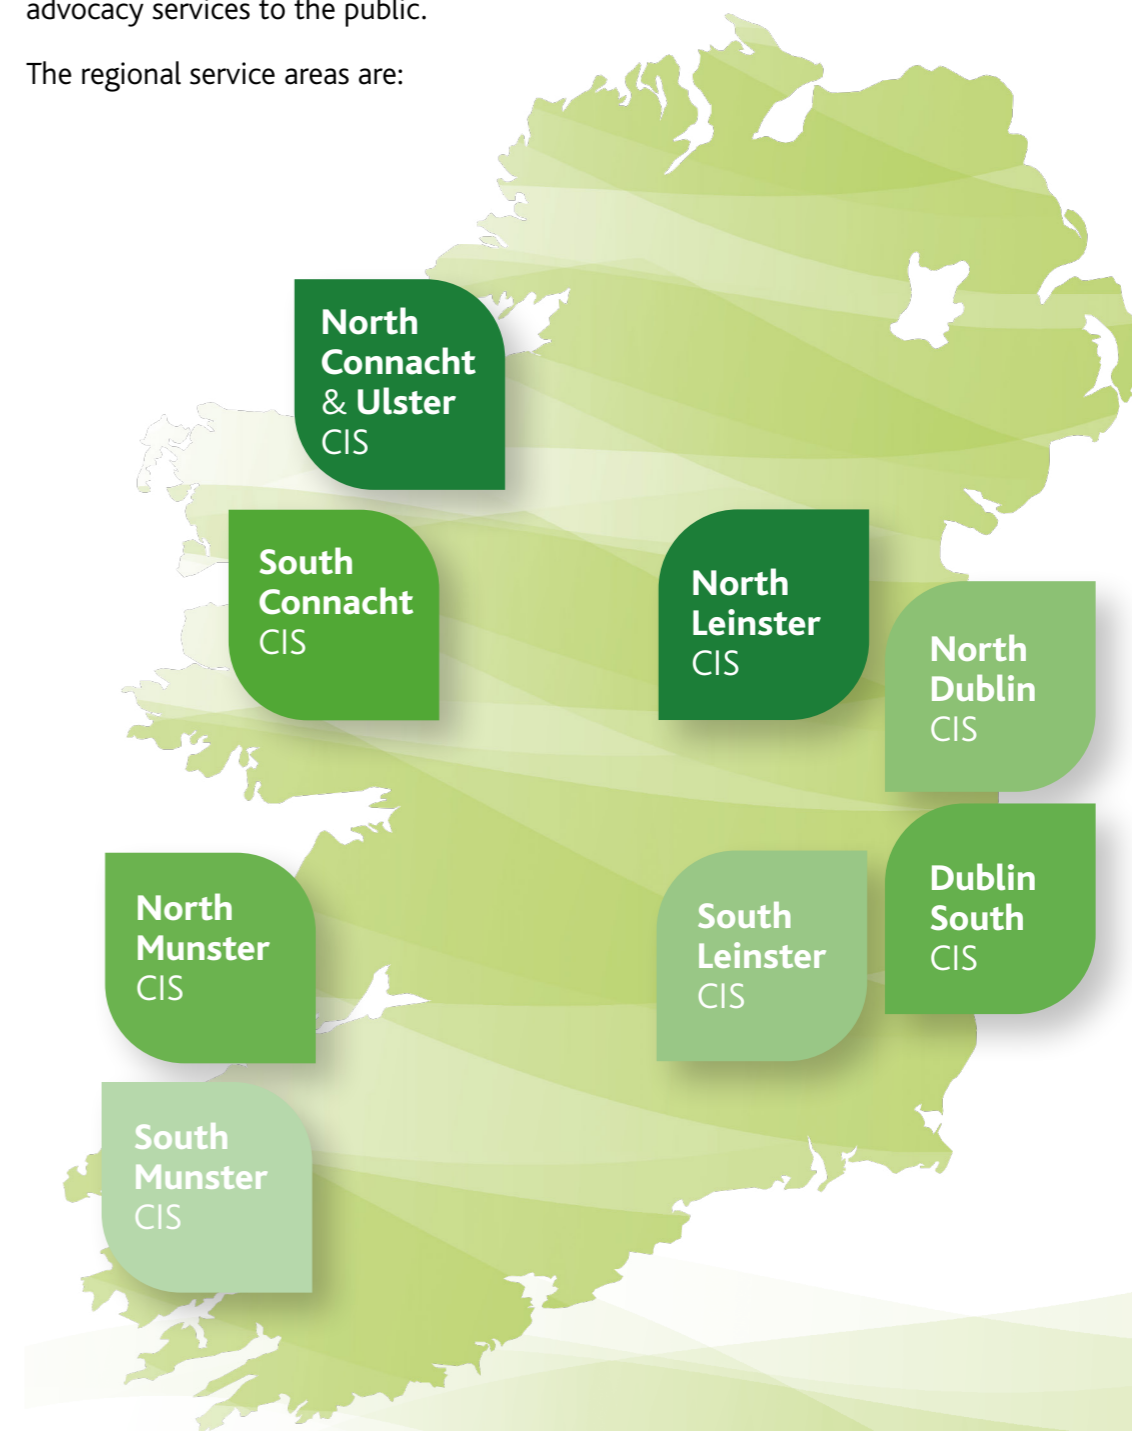 advocacy services to the public.
The regional service areas are:
North
Connacht
& Ulster
CIS
South
Connacht
CIS
North
Leinster
CIS
North
Dublin
CIS
North
Munster
CIS
South
Leinster
CIS
Dublin
South
CIS
South
Munster
CIS